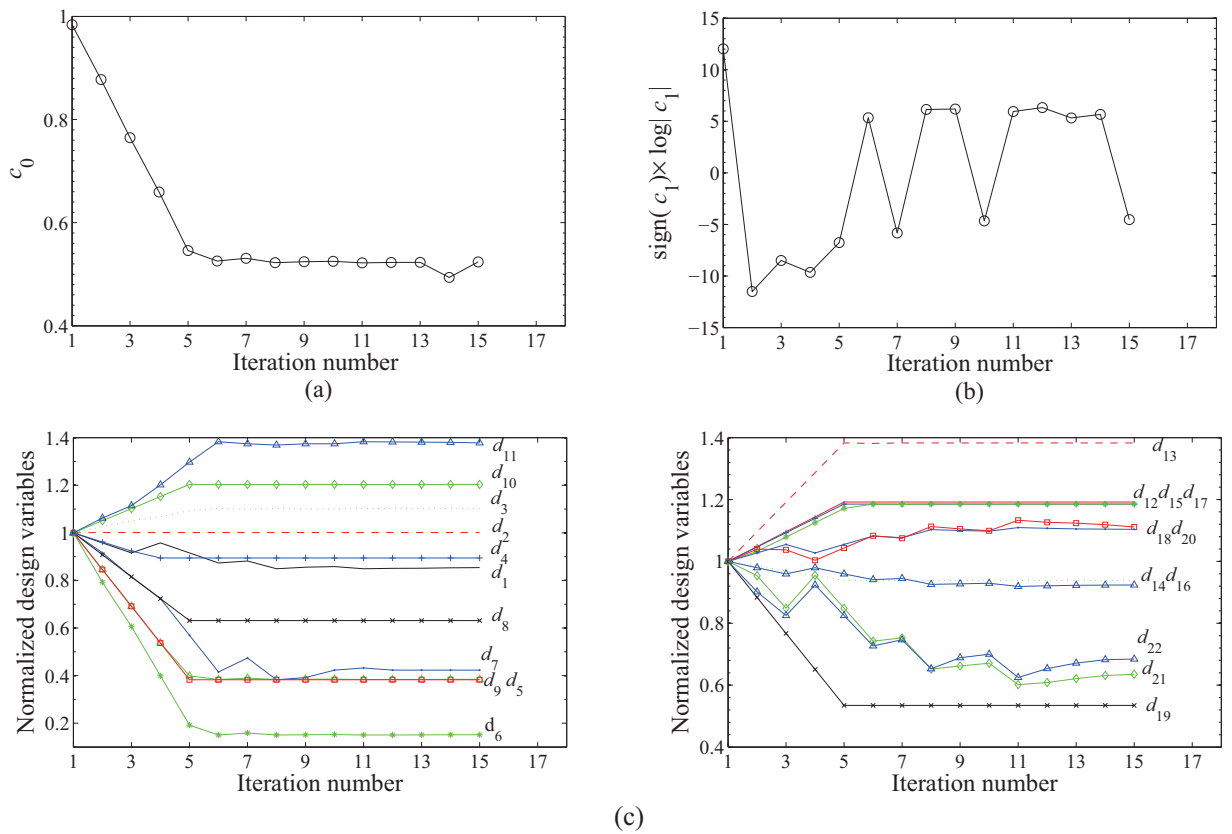 1
0.8
0.6
0.4
c0
1 3 5 7 9 11 13 15 17
Iteration number
(a)
15
10
5
0
−5
−10
−15
sign( c1)× log| c1|
1 3 5 7 9 11 13 15 17
Iteration number
(b)
1.4
1.2
1
0.8
0.6
0.4
0.2
Normalized design variables
d11
d10
d3
d2
d4
d1
d8
d7
d9 d5
d6
1 3 5 7 9 11 13 15 17
Iteration number
1.4
1.2
1
0.8
0.6
0.4
Normalized design variables
d13
d12d15d17
d18d20
d14d16
d22
d21
d19
1 3 5 7 9 11 13 15 17
Iteration number
(c)